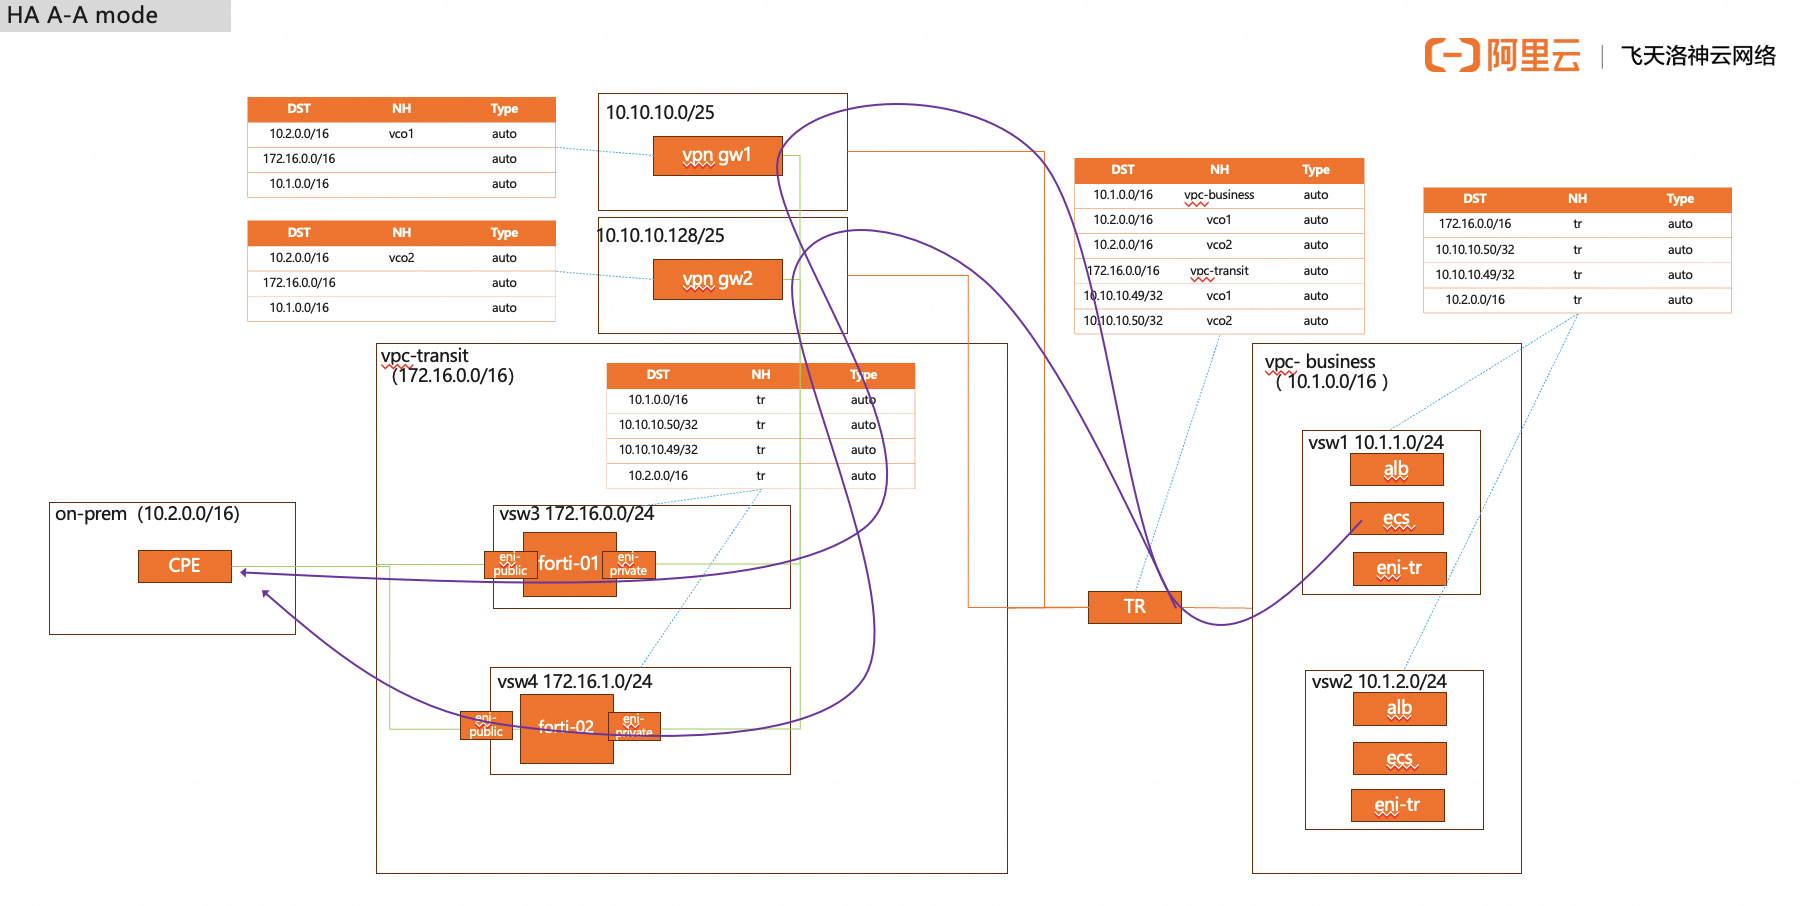 HA A-A mode
阿里云 | 飞天洛神云网络
DST NH Type
10.2.0.0/16 vco1 auto
172.16.0.0/16 auto
10.1.0.0/16 auto
10.10.10.0/25
vpn gw1
DST NH Type
10.2.0.0/16 vco2 auto
172.16.0.0/16 auto
10.1.0.0/16 auto
10.10.10.128/25
vpn gw2
DST NH Type
10.1.0.0/16 vpc-business auto
10.2.0.0/16 vco1 auto
10.2.0.0/16 vco2 auto
172.16.0.0/16 vpc-transit auto
10.10.10.49/32 vco1 auto
10.10.10.50/32 vco2 auto
DST NH Type
172.16.0.0/16 tr auto
10.10.10.50/32 tr auto
10.10.10.49/32 tr auto
10.2.0.0/16 tr auto
vpc-transit
(172.16.0.0/16)
DST NH Type
10.1.0.0/16 tr auto
10.10.10.50/32 tr auto
10.10.10.49/32 tr auto
10.2.0.0/16 tr auto
on-prem (10.2.0.0/16)
CPE
vsw3 172.16.0.0/24
eni-
public
forti-01
eni-
private
vsw4 172.16.1.0/24
eni-
public
forti-02
eni-
private
TR
vpc- business
( 10.1.0.0/16 )
vsw1 10.1.1.0/24
alb
ecs
eni-tr
vsw2 10.1.2.0/24
alb
ecs
eni-tr